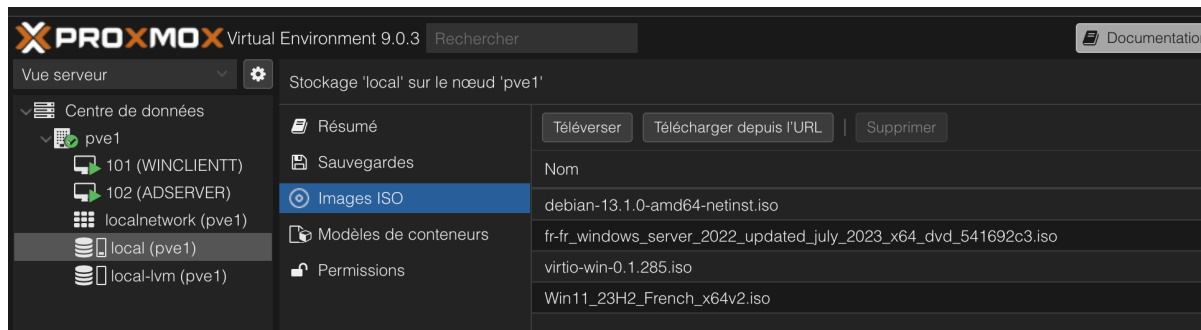 PROXMOX Virtual Environment 9.0.3 Rechercher Documentation
Vue serveur
Centre de données
pve1
101 (WINCLIENTT)
102 (ADSERVER)
localnetwork (pve1)
local (pve1)
local-lvm (pve1)
Stockage 'local' sur le nœud 'pve1'
Résumé
Sauvegardes
Images ISO
Modèles de conteneurs
Permissions
Téléverser Télécharger depuis l'URL Supprimer
Nom
debian-13.1.0-amd64-netinst.iso
fr-fr_windows_server_2022_updated_july_2023_x64_dvd_541692c3.iso
virtio-win-0.1.285.iso
Win11_23H2_French_x64v2.iso